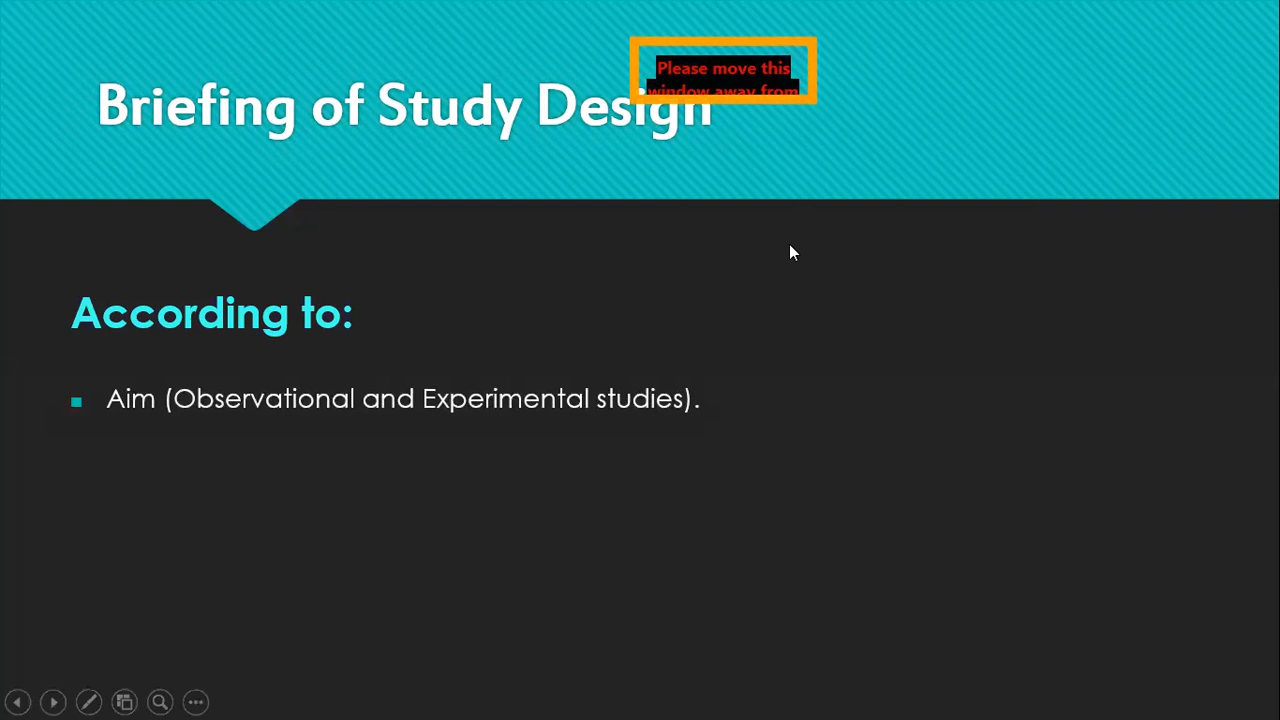 Please move this
window away from
Briefing of Study Design
According to:
Aim (Observational and Experimental studies).